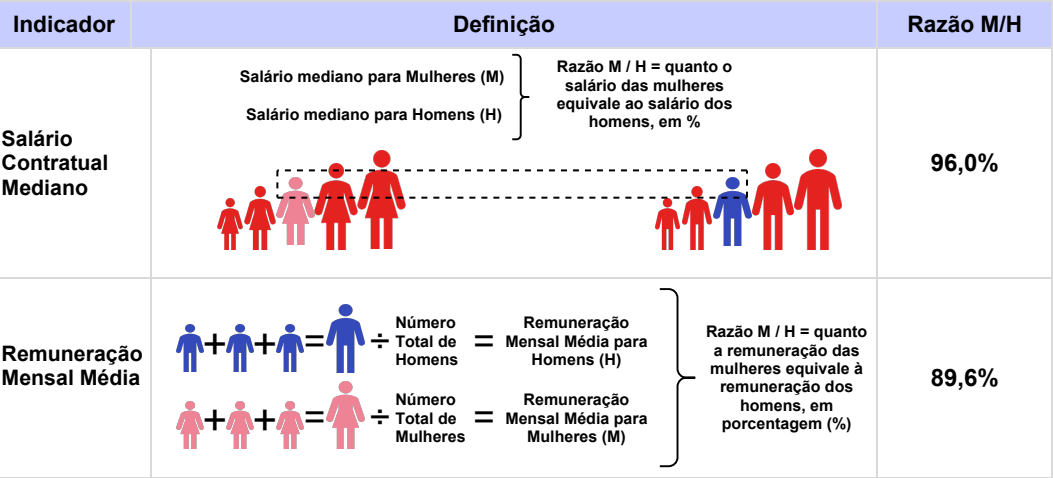 Indicador
Definição
Razão M/H
Salário
Contratual
Mediano
Salário mediano para Mulheres (M)
Salário mediano para Homens (H)
Razão M / H = quanto o
salário das mulheres
equivale ao salário dos
homens, em %
96,0%
Remuneração
Mensal Média
+ + = ÷
Número
Total de
Homens
=
Remuneração
Mensal Média para
Homens (H)
+ + = ÷
Número
Total de
Mulheres
=
Remuneração
Mensal Média para
Mulheres (M)
Razão M / H = quanto
a remuneração das
mulheres equivale à
remuneração dos
homens, em
porcentagem (%)
89,6%